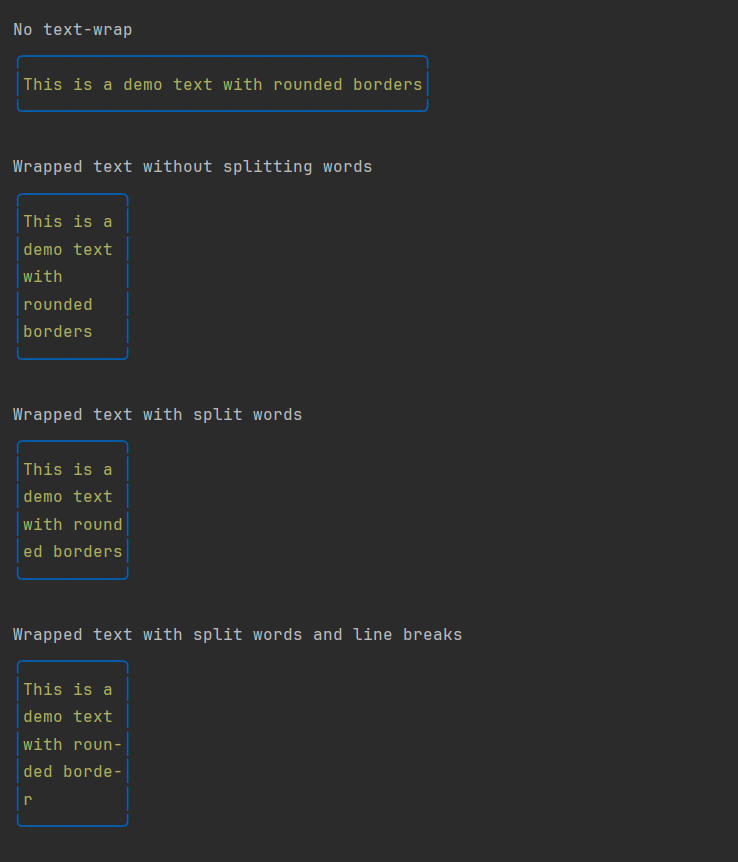 No text-wrap
This is a demo text with rounded borders
Wrapped text without splitting words
This is a
demo text
with
rounded
borders
Wrapped text with split words
This is a
demo text
with round
ed borders
Wrapped text with split words and line breaks
This is a
demo text
with roun-
ded borde-
r